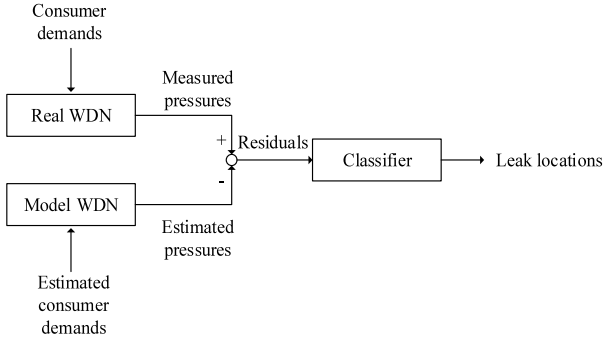 Consumer
demands
Measured
pressures
Real WDN
+
Residuals
Classifier
Leak locations
-
Model WDN
Estimated
pressures
Estimated
consumer
demands